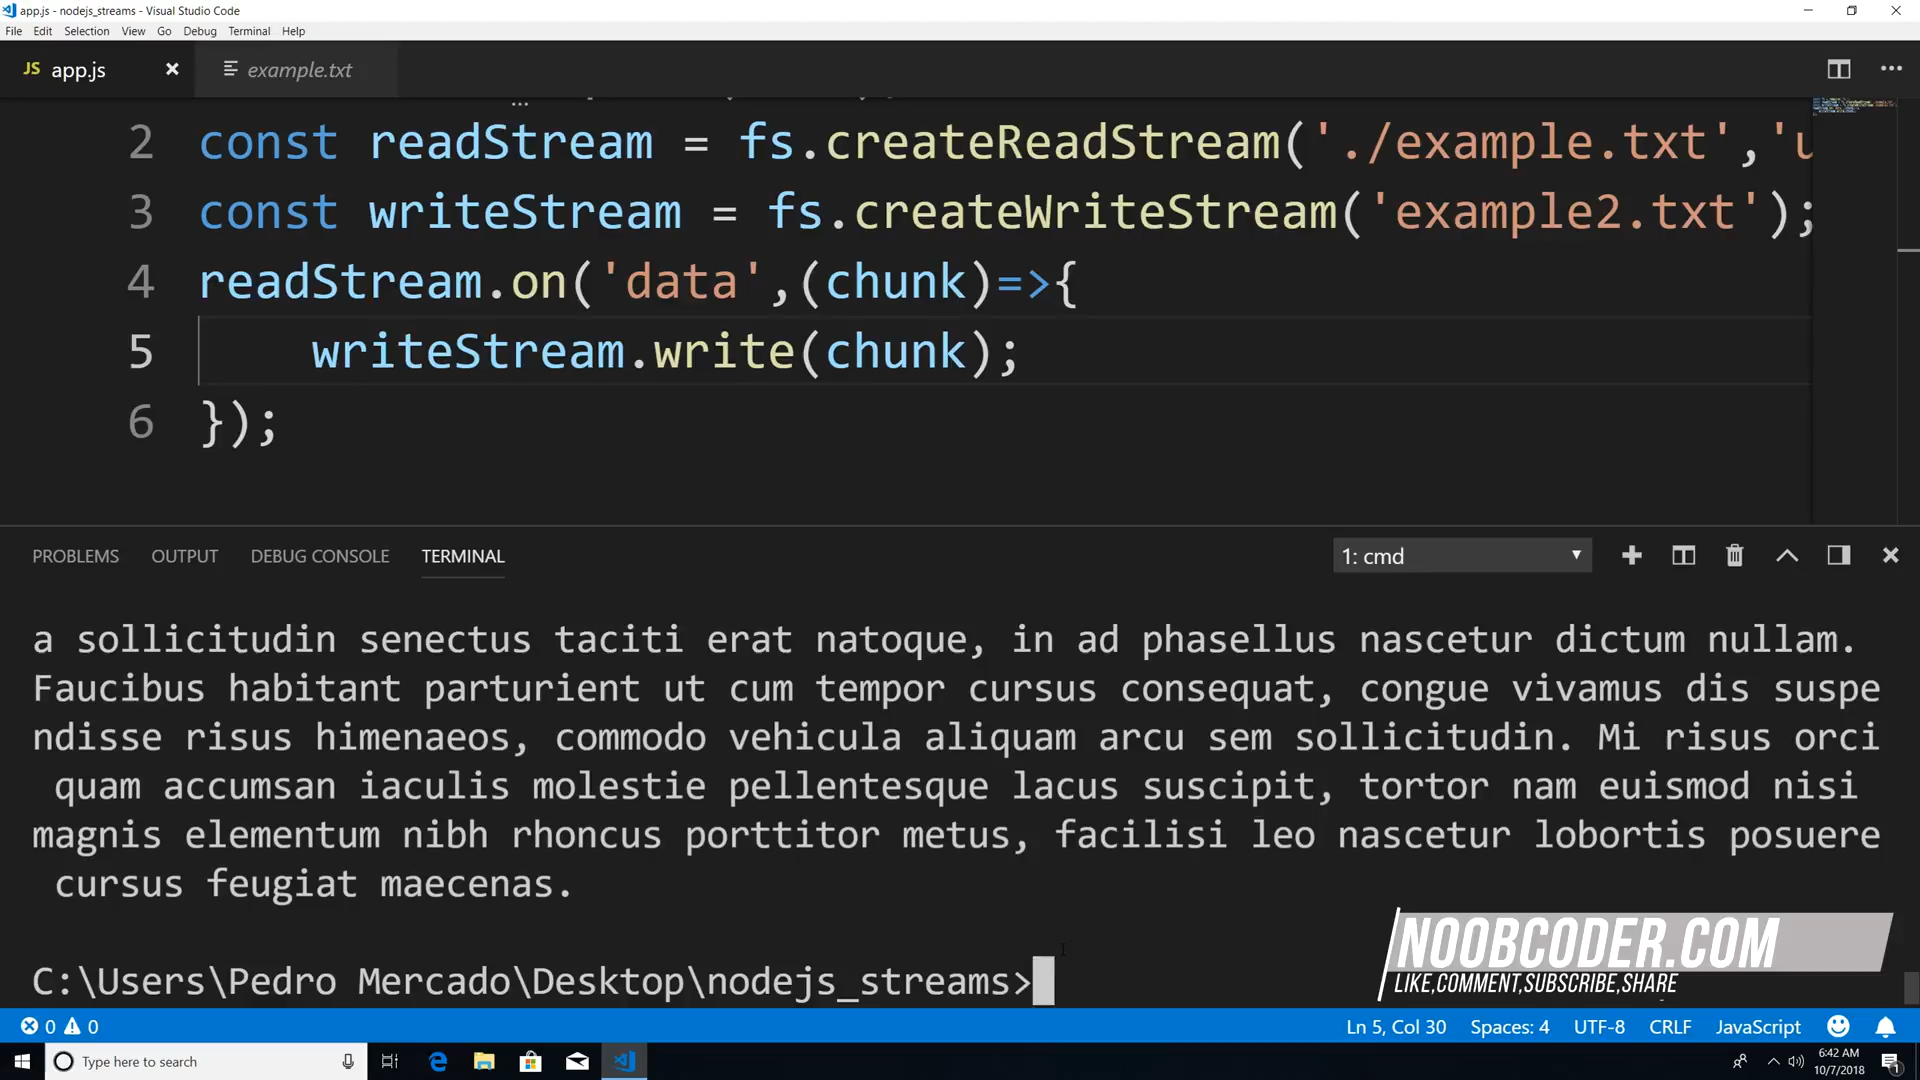 app.js - nodejs_streams - Visual Studio Code
File Edit Selection View Go Debug Terminal Help
JS app.js example.txt
2 const readStream = fs.createReadStream('./example.txt','u
3 const writeStream = fs.createWriteStream('example2.txt');
4 readStream.on('data',(chunk)=>{
5 writeStream.write(chunk);
6 });
PROBLEMS OUTPUT DEBUG CONSOLE TERMINAL 1: cmd
a sollicitudin senectus taciti erat natoque, in ad phasellus nascetur dictum nullam.
Faucibus habitant parturient ut cum tempor cursus consequat, congue vivamus dis suspe
ndisse risus himenaeos, commodo vehicula aliquam arcu sem sollicitudin. Mi risus orci
quam accumsan iaculis molestie pellentesque lacus suscipit, tortor nam euismod nisi
magnis elementum nibh rhoncus porttitor metus, facilisi leo nascetur lobortis posuere
cursus feugiat maecenas.
C:\Users\Pedro Mercado\Desktop\nodejs_streams>
NOOBCODER.COM
LIKE,COMMENT,SUBSCRIBE,SHARE
0 0 Ln 5, Col 30 Spaces: 4 UTF-8 CRLF JavaScript
Type here to search 6:42 AM
10/7/2018 1